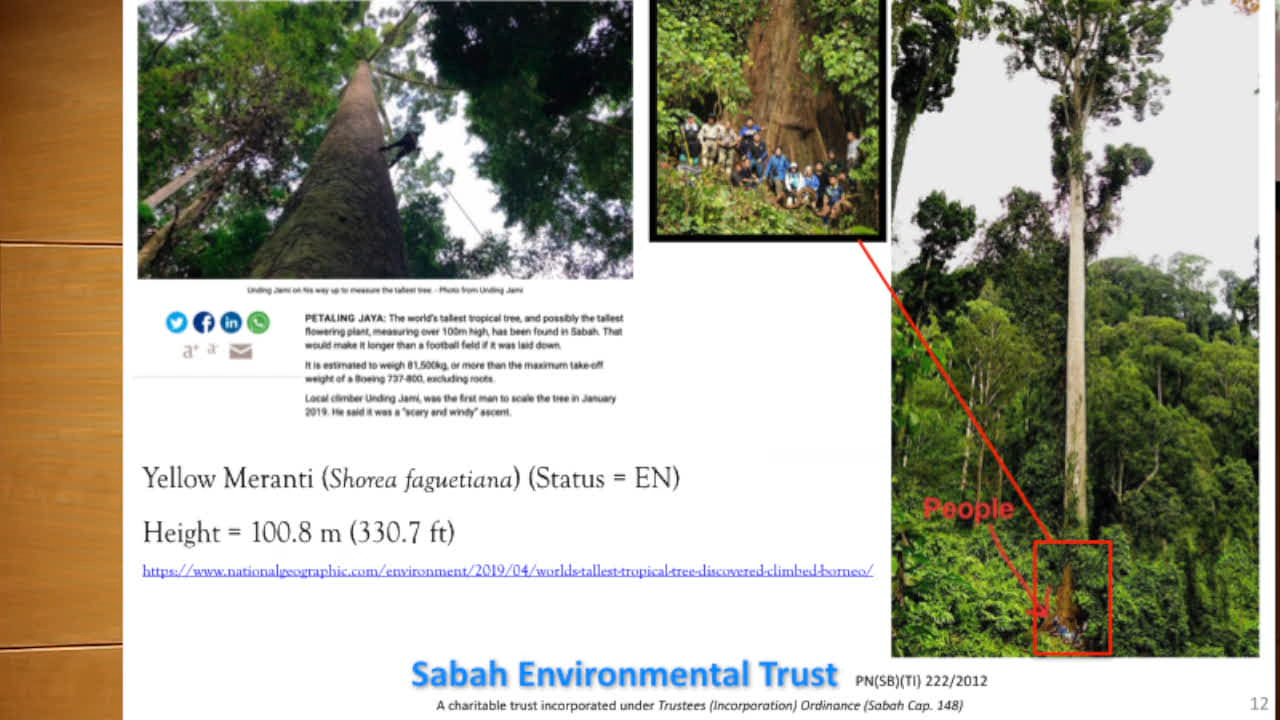 Unding Jami on his way up to measure the tallest tree. - Photo from Unding Jami
PETALING JAYA: The world's tallest tropical tree, and possibly the tallest
flowering plant, measuring over 100m high, has been found in Sabah. That
would make it longer than a football field if it was laid down.
It is estimated to weigh 81,500kg, or more than the maximum take-off
weight of a Boeing 737-800, excluding roots.
Local climber Unding Jami, was the first man to scale the tree in January
2019. He said it was a "scary and windy" ascent.
a+ a-
Yellow Meranti (Shorea faguetiana) (Status = EN)
Height = 100.8 m (330.7 ft)
https://www.nationalgeographic.com/environment/2019/04/worlds-tallest-tropical-tree-discovered-climbed-borneo/
People
Sabah Environmental Trust PN(SB)(TI) 222/2012
A charitable trust incorporated under Trustees (Incorporation) Ordinance (Sabah Cap. 148)
12